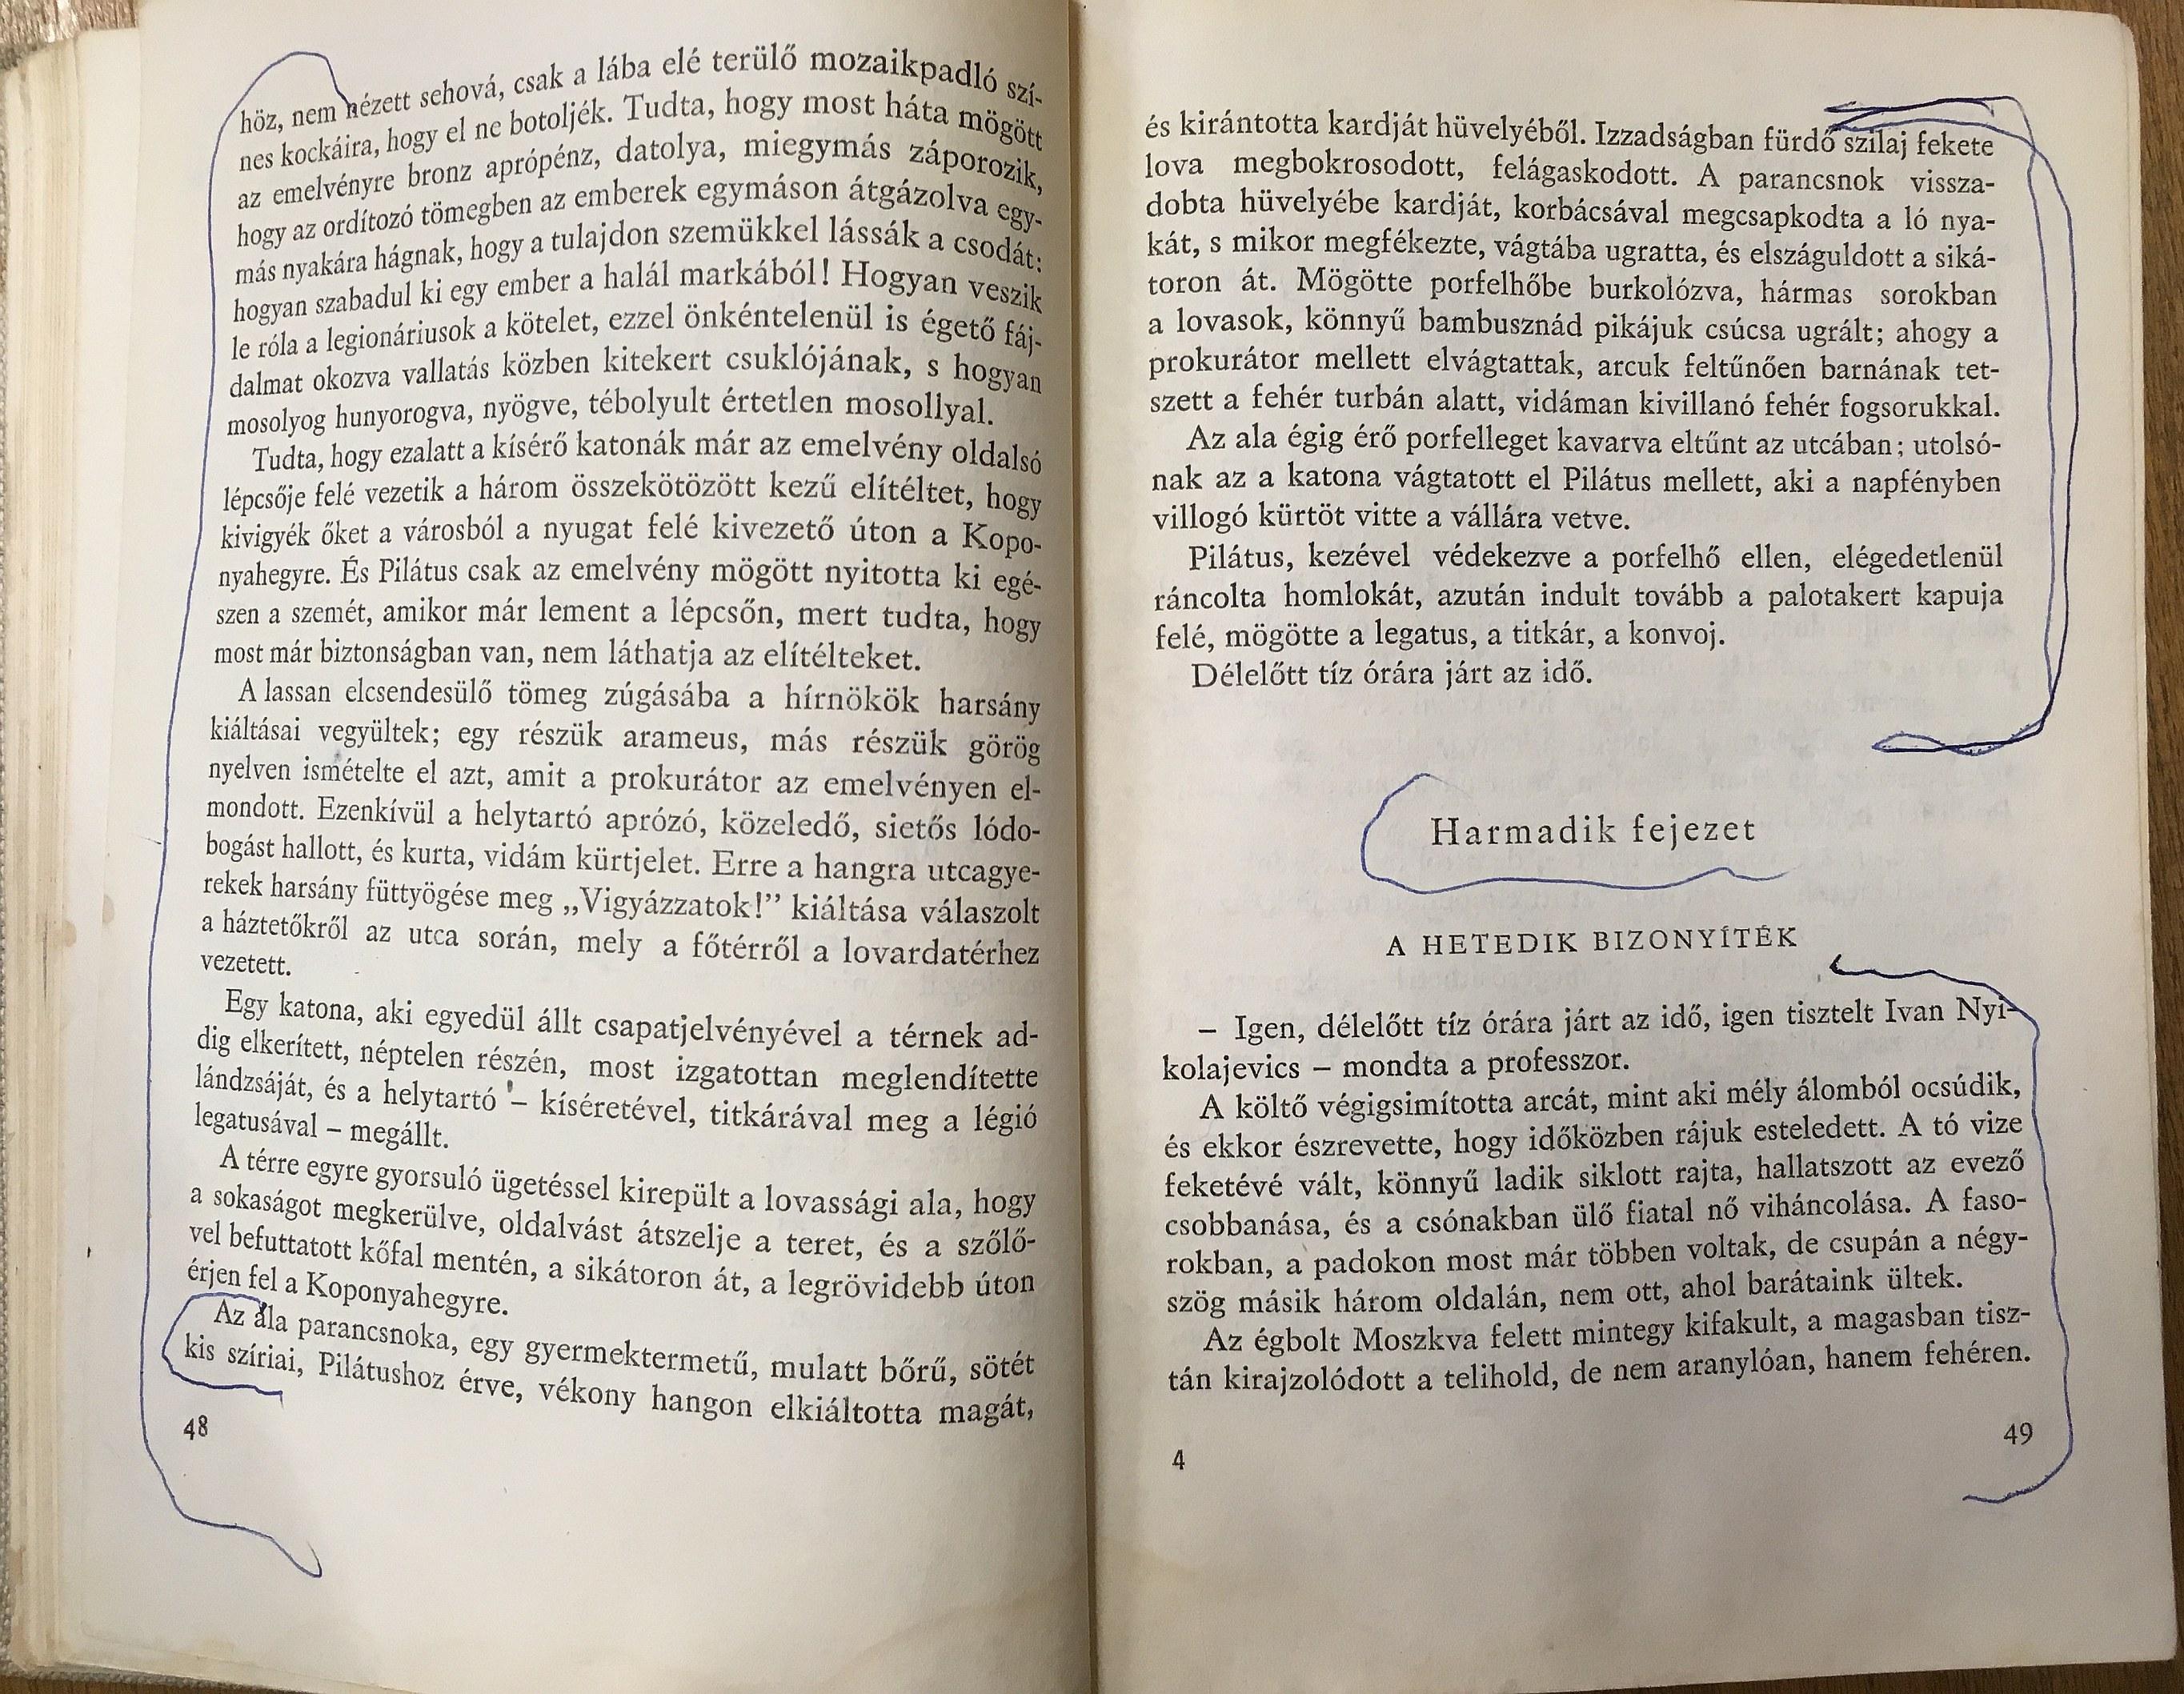 höz, nem nézett sehová, csak a lába elé terülő mozaikpadló szí-
nes kockáira, hogy el ne botoljék. Tudta, hogy most háta mögött
az emelvényre bronz aprópénz, datolya, miegymás záporozik,
hogy az ordítozó tömegben az emberek egymáson átgázolva egy-
más nyakára hágnak, hogy a tulajdon szemükkel lássák a csodát:
hogyan szabadul ki egy ember a halál markából! Hogyan veszik
le róla a legionáriusok a kötelet, ezzel önkéntelenül is égető fáj-
dalmat okozva vallatás közben kitekert csuklójának, s hogyan
mosolyog hunyorogva, nyögve, tébolyult értetlen mosollyal.
Tudta, hogy ezalatt a kísérő katonák már az emelvény oldalsó
lépcsője felé vezetik a három összekötözött kezű elítéltet, hogy
kivigyék őket a városból a nyugat felé kivezető úton a Kopo-
nyahegyre. És Pilátus csak az emelvény mögött nyitotta ki egé-
szen a szemét, amikor már lement a lépcsőn, mert tudta, hogy
most már biztonságban van, nem láthatja az elítélteket.
A lassan elcsendesülő tömeg zúgásába a hírnökök harsány
kiáltásai vegyültek; egy részük arameus, más részük görög
nyelven ismételte el azt, amit a prokurátor az emelvényen el-
mondott. Ezenkívül a helytartó aprózó, közeledő, sietős lódo-
bogást hallott, és kurta, vidám kürtjelet. Erre a hangra utcagye-
rekek harsány füttyögése meg „Vigyázzatok!” kiáltása válaszolt
a háztetőkről az utca során, mely a főtérről a lovardatérhez
vezetett.
Egy katona, aki egyedül állt csapatjelvényével a térnek ad-
dig elkerített, néptelen részén, most izgatottan meglendítette
lándzsáját, és a helytartó – kíséretével, titkárával meg a légió
legatusával – megállt.
A térre egyre gyorsuló ügetéssel kirepült a lovassági ala, hogy
a sokaságot megkerülve, oldalvást átszelje a teret, és a szőlő-
vel befuttatott kőfal mentén, a sikátoron át, a legrövidebb úton
érjen fel a Koponyahegyre.
Az ala parancsnoka, egy gyermektermetű, mulatt bőrű, sötét
kis szíriai, Pilátushoz érve, vékony hangon elkiáltotta magát,
48
és kirántotta kardját hüvelyéből. Izzadságban fürdő szilaj fekete
lova megbokrosodott, felágaskodott. A parancsnok vissza-
dobta hüvelyébe kardját, korbácsával megcsapkodta a ló nya-
kát, s mikor megfékezte, vágtába ugratta, és elszáguldott a siká-
toron át. Mögötte porfelhőbe burkolózva, hármas sorokban
a lovasok, könnyű bambusznád pikájuk csúcsa ugrált; ahogy a
prokurátor mellett elvágtattak, arcuk feltűnően barnának tet-
szett a fehér turbán alatt, vidáman kivillanó fehér fogsorukkal.
Az ala égig érő porfelleget kavarva eltűnt az utcában; utolsó-
nak az a katona vágtatott el Pilátus mellett, aki a napfényben
villogó kürtöt vitte a vállára vetve.
Pilátus, kezével védekezve a porfelhő ellen, elégedetlenül
ráncolta homlokát, azután indult tovább a palotakert kapuja
felé, mögötte a legatus, a titkár, a konvoj.
Délelőtt tíz órára járt az idő.
Harmadik fejezet
A HETEDIK BIZONYÍTÉK
– Igen, délelőtt tíz órára járt az idő, igen tisztelt Ivan Nyi-
kolajevics – mondta a professzor.
A költő végigsimította arcát, mint aki mély álomból ocsúdik,
és ekkor észrevette, hogy időközben rájuk esteledett. A tó vize
feketévé vált, könnyű ladik siklott rajta, hallatszott az evező
csobbanása, és a csónakban ülő fiatal nő viháncolása. A faso-
rokban, a padokon most már többen voltak, de csupán a négy-
szög másik három oldalán, nem ott, ahol barátaink ültek.
Az égbolt Moszkva felett mintegy kifakult, a magasban tisz-
tán kirajzolódott a telihold, de nem aranylóan, hanem fehéren.
4
49